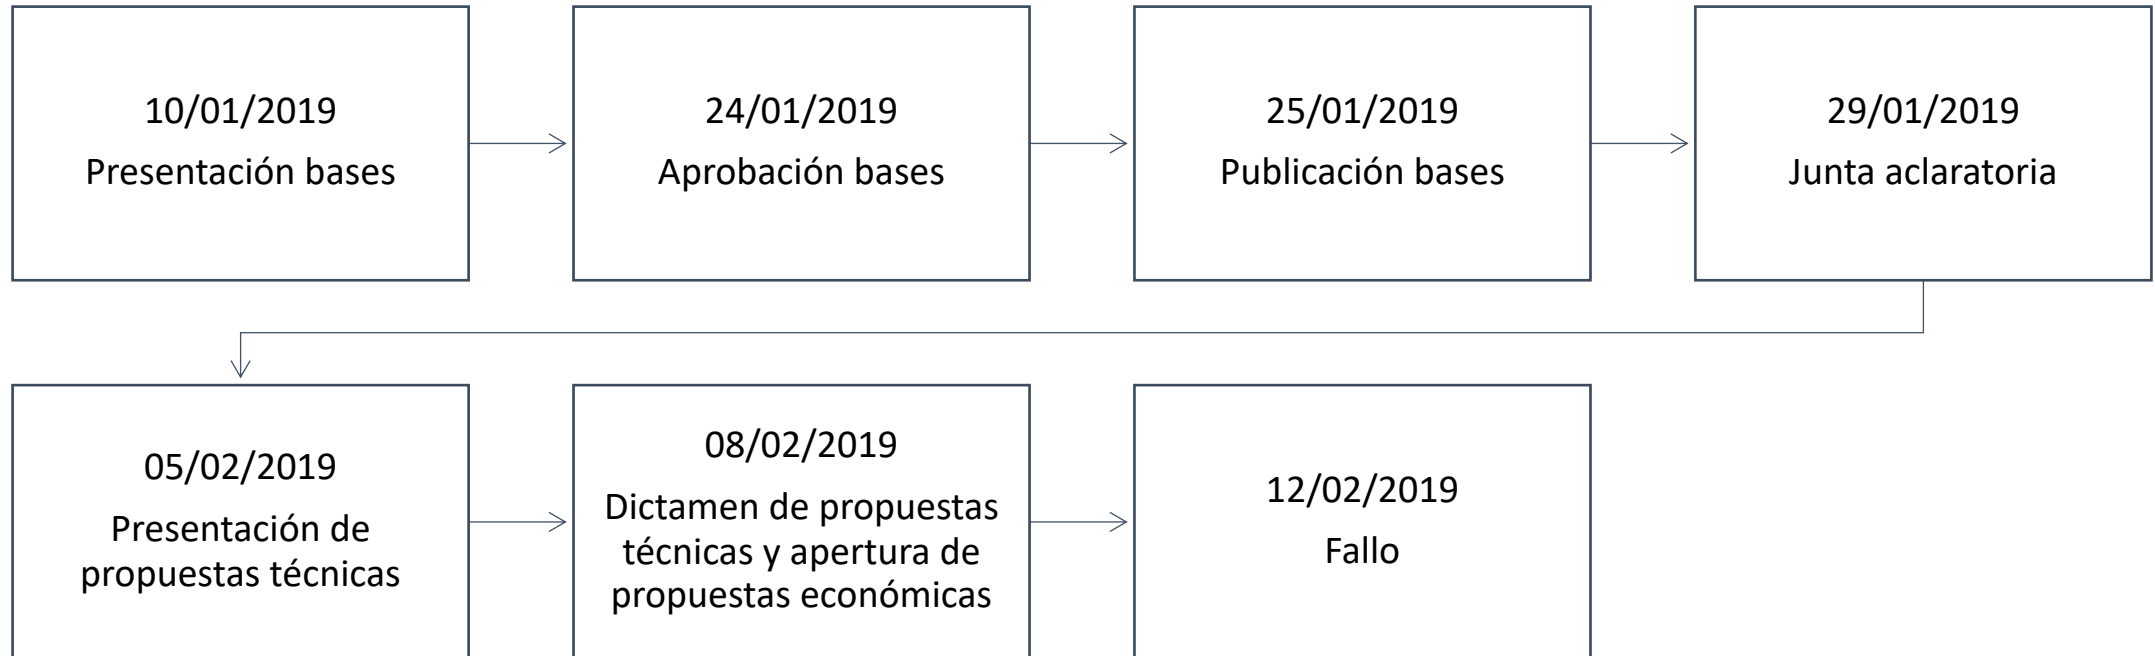 10/01/2019
Presentación bases
24/01/2019
Aprobación bases
25/01/2019
Publicación bases
29/01/2019
Junta aclaratoria
05/02/2019
Presentación de
propuestas técnicas
08/02/2019
Dictamen de propuestas
técnicas y apertura de
propuestas económicas
12/02/2019
Fallo